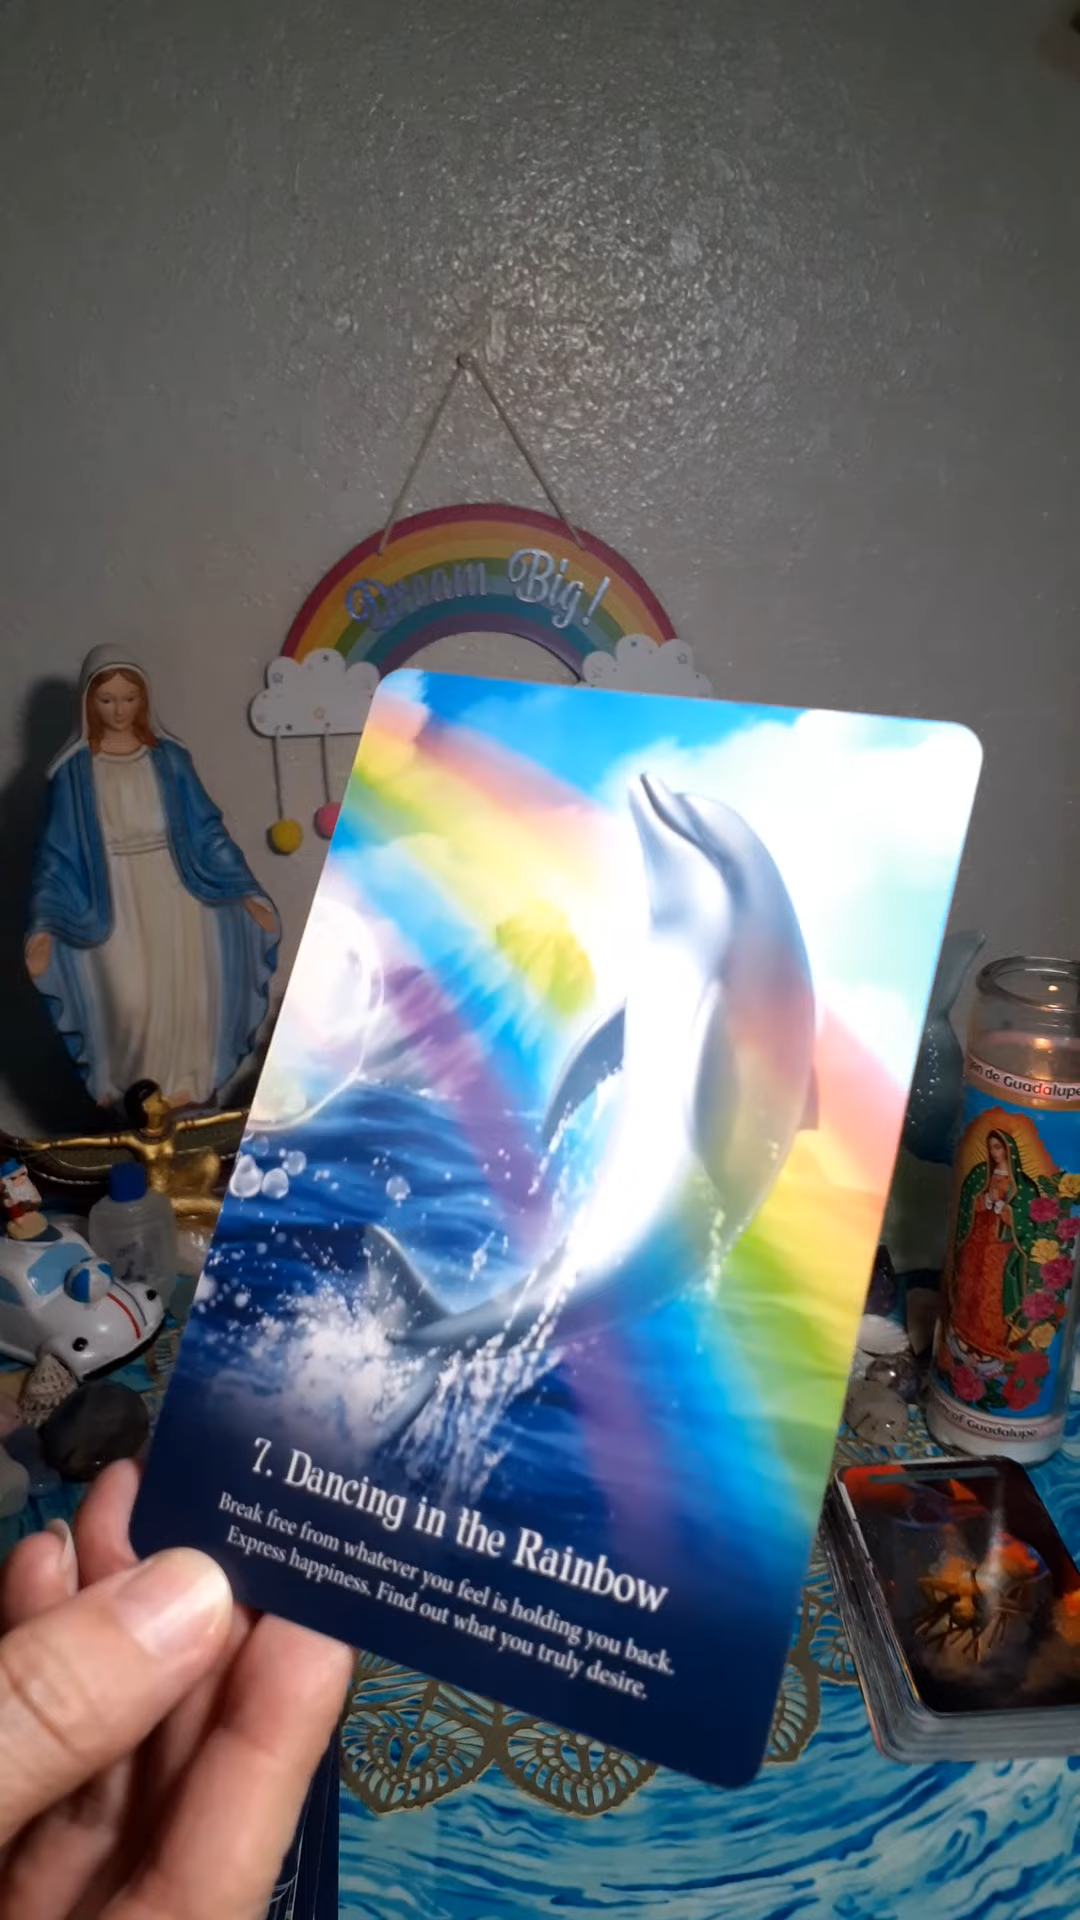 Dream Big!
7. Dancing in the Rainbow
Break free from whatever you feel is holding you back.
Express happiness. Find out what you truly desire.
de Guadalupe
of Guadalupe